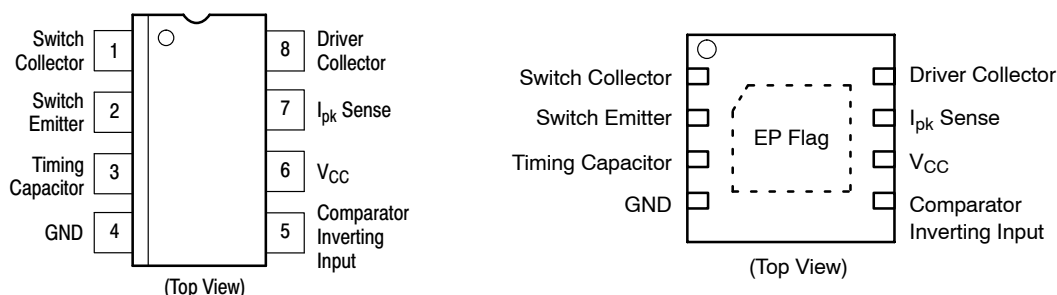 Switch
Collector
1
8
Driver
Collector
Switch
Emitter
2
7
Ipk Sense
Timing
Capacitor
3
6
VCC
GND
4
5
Comparator
Inverting
Input
(Top View)
Switch Collector
Switch Emitter
Timing Capacitor
GND
EP Flag
Driver Collector
Ipk Sense
VCC
Comparator
Inverting Input
(Top View)